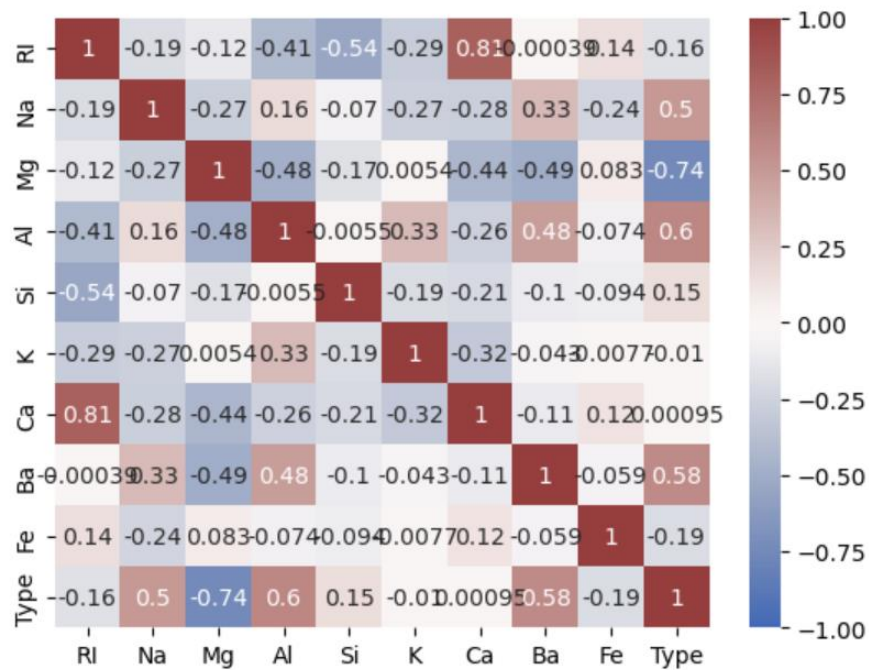 RI 1 -0.19 -0.12 -0.41 -0.54 -0.29 0.81 -0.00039 0.14 -0.16
Na -0.19 1 -0.27 0.16 -0.07 -0.27 -0.28 0.33 -0.24 0.5
Mg -0.12 -0.27 1 -0.48 -0.17 0.0054 -0.44 -0.49 0.083 -0.74
Al -0.41 0.16 -0.48 1 -0.0055 0.33 -0.26 0.48 -0.074 0.6
Si -0.54 -0.07 -0.17 -0.0055 1 -0.19 -0.21 -0.1 -0.094 0.15
K -0.29 -0.27 0.0054 0.33 -0.19 1 -0.32 -0.043 -0.0077 -0.01
Ca 0.81 -0.28 -0.44 -0.26 -0.21 -0.32 1 -0.11 0.12 0.00095
Ba -0.00039 0.33 -0.49 0.48 -0.1 -0.043 -0.11 1 -0.059 0.58
Fe 0.14 -0.24 0.083 -0.074 -0.094 -0.0077 0.12 -0.059 1 -0.19
Type -0.16 0.5 -0.74 0.6 0.15 -0.01 0.00095 0.58 -0.19 1
RI Na Mg Al Si K Ca Ba Fe Type
1.00
0.75
0.50
0.25
0.00
−0.25
−0.50
−0.75
−1.00